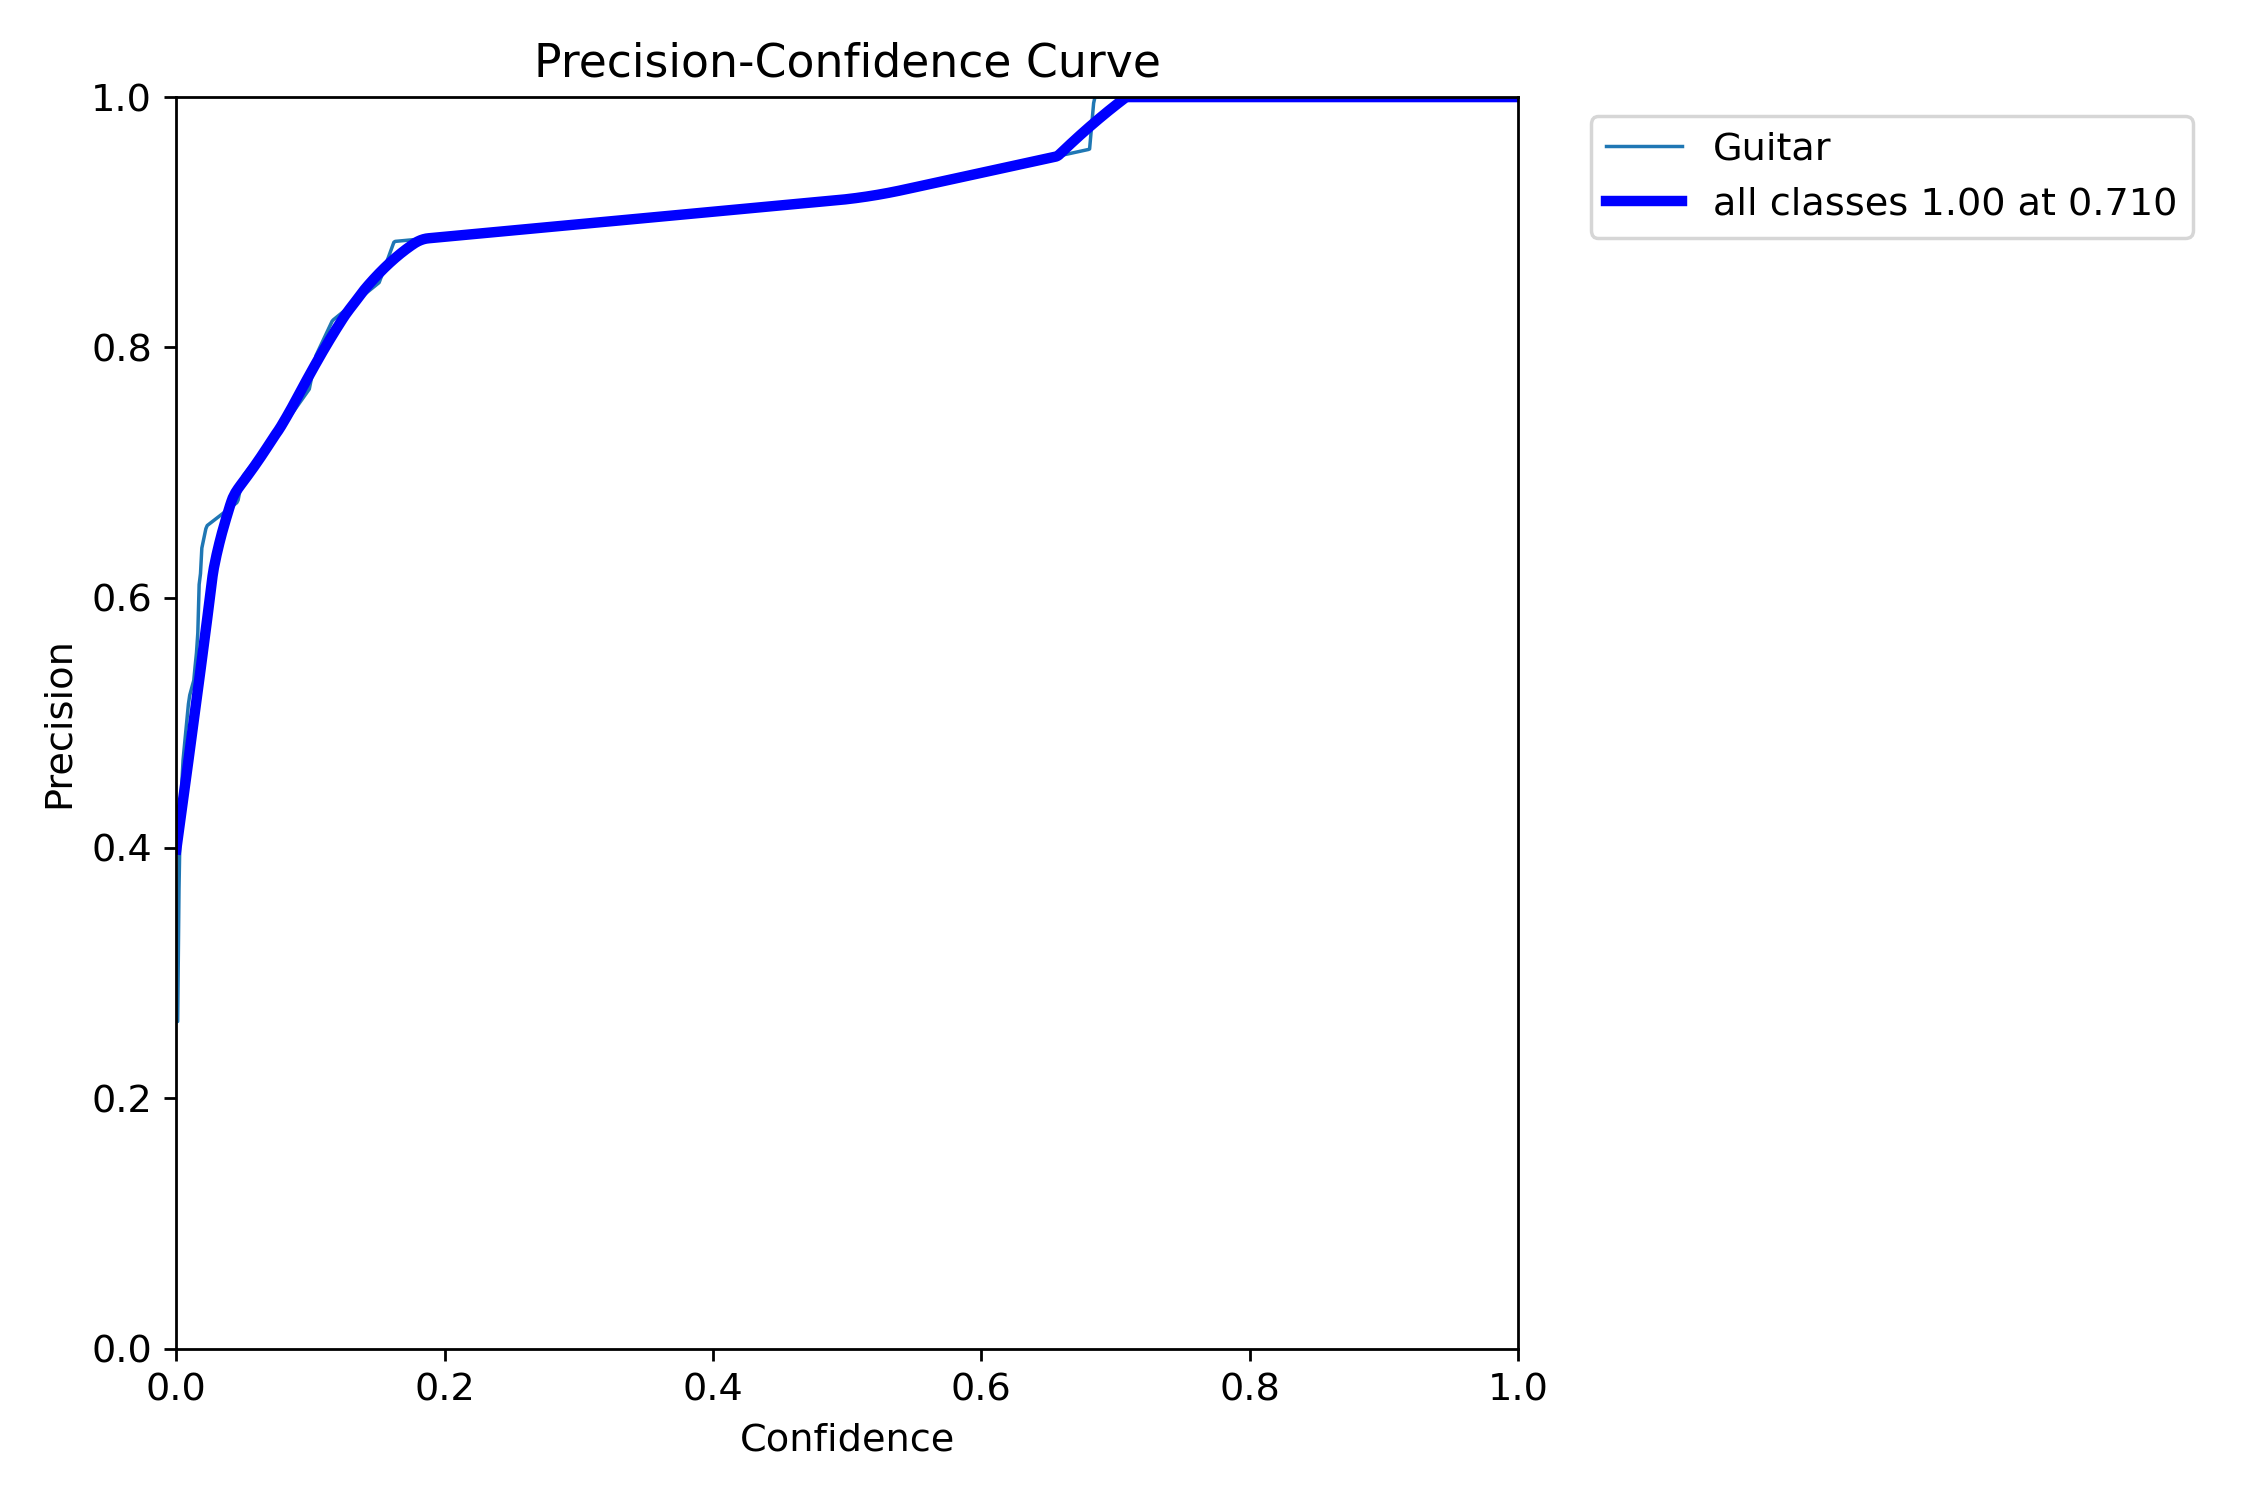 Precision-Confidence Curve
1.0
0.8
0.6
0.4
0.2
0.0
Precision
0.0 0.2 0.4 0.6 0.8 1.0
Confidence
Guitar
all classes 1.00 at 0.710